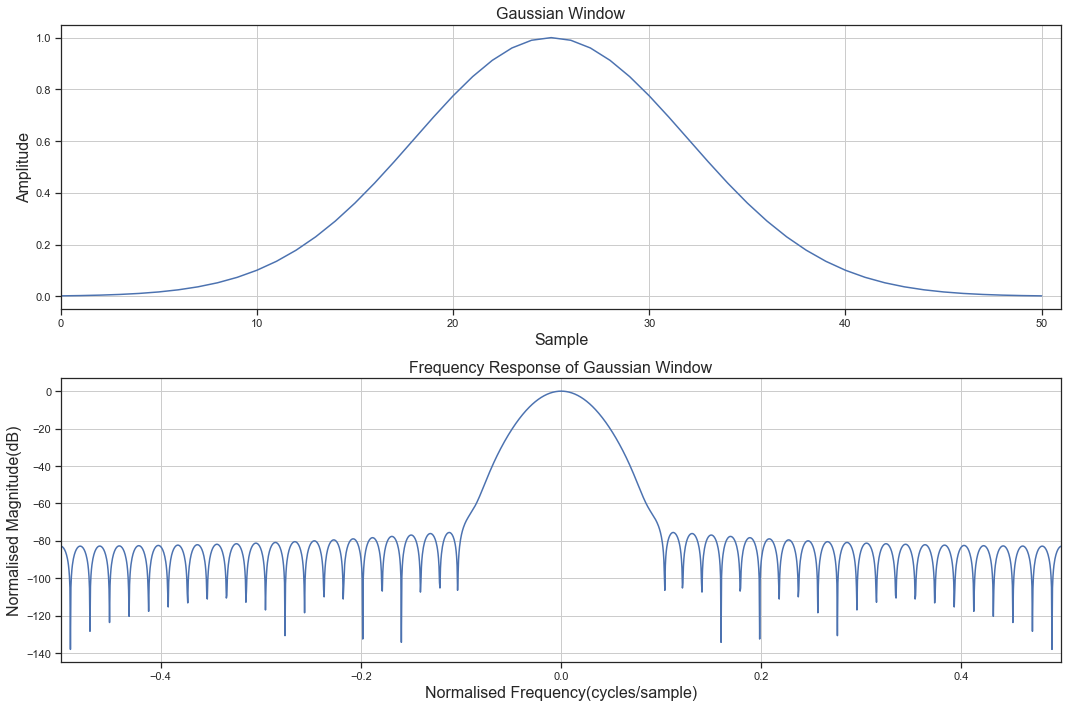 Gaussian Window
1.0
0.8
0.6
0.4
0.2
0.0
Amplitude
0 10 20 30 40 50
Sample
Frequency Response of Gaussian Window
0
−20
−40
−60
−80
−100
−120
−140
Normalised Magnitude(dB)
−0.4 −0.2 0.0 0.2 0.4
Normalised Frequency(cycles/sample)